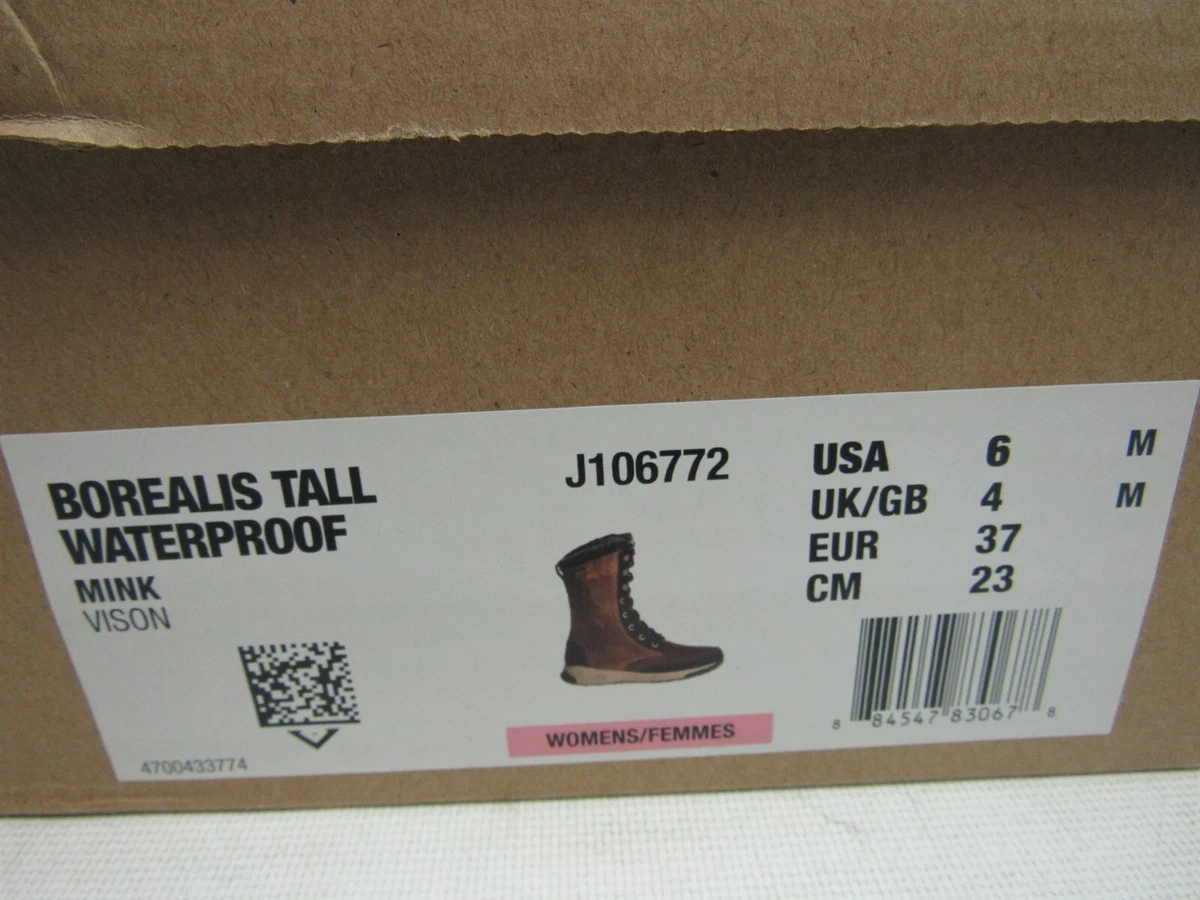 BOREALIS TALL
WATERPROOF
MINK
VISON
4700433774
J106772
WOMENS/FEMMES
USA 6 M
UK/GB 4 M
EUR 37
CM 23
8 84547 83067 8